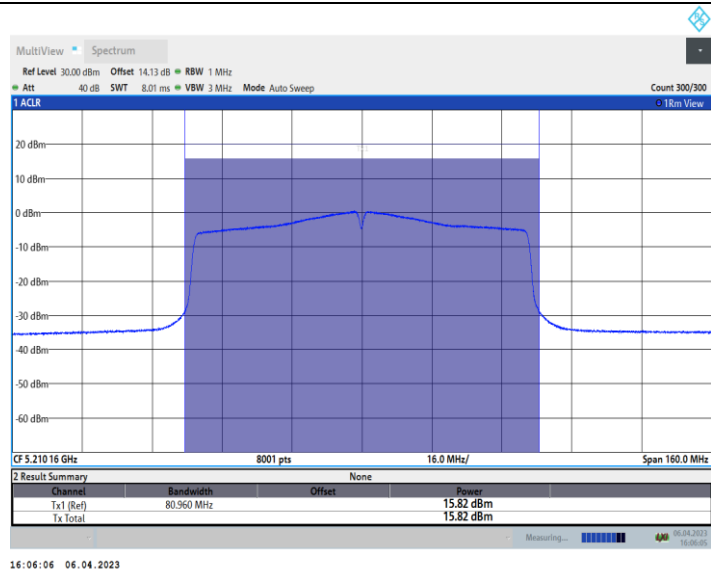 MultiView Spectrum
Ref Level 30.00 dBm Offset 14.13 dB RBW 1 MHz
Att 40 dB SWT 8.01 ms VBW 3 MHz Mode Auto Sweep Count 300/300
1 ACLR 1Rm View
20 dBm
10 dBm
0 dBm
-10 dBm
-20 dBm
-30 dBm
-40 dBm
-50 dBm
-60 dBm
CF 5.210 16 GHz 8001 pts 16.0 MHz/ Span 160.0 MHz
2 Result Summary None
Channel Bandwidth Offset Power
Tx1 (Ref) 80.960 MHz 15.82 dBm
Tx Total 15.82 dBm
Measuring... 06.04.2023
16:06:05
16:06:06 06.04.2023